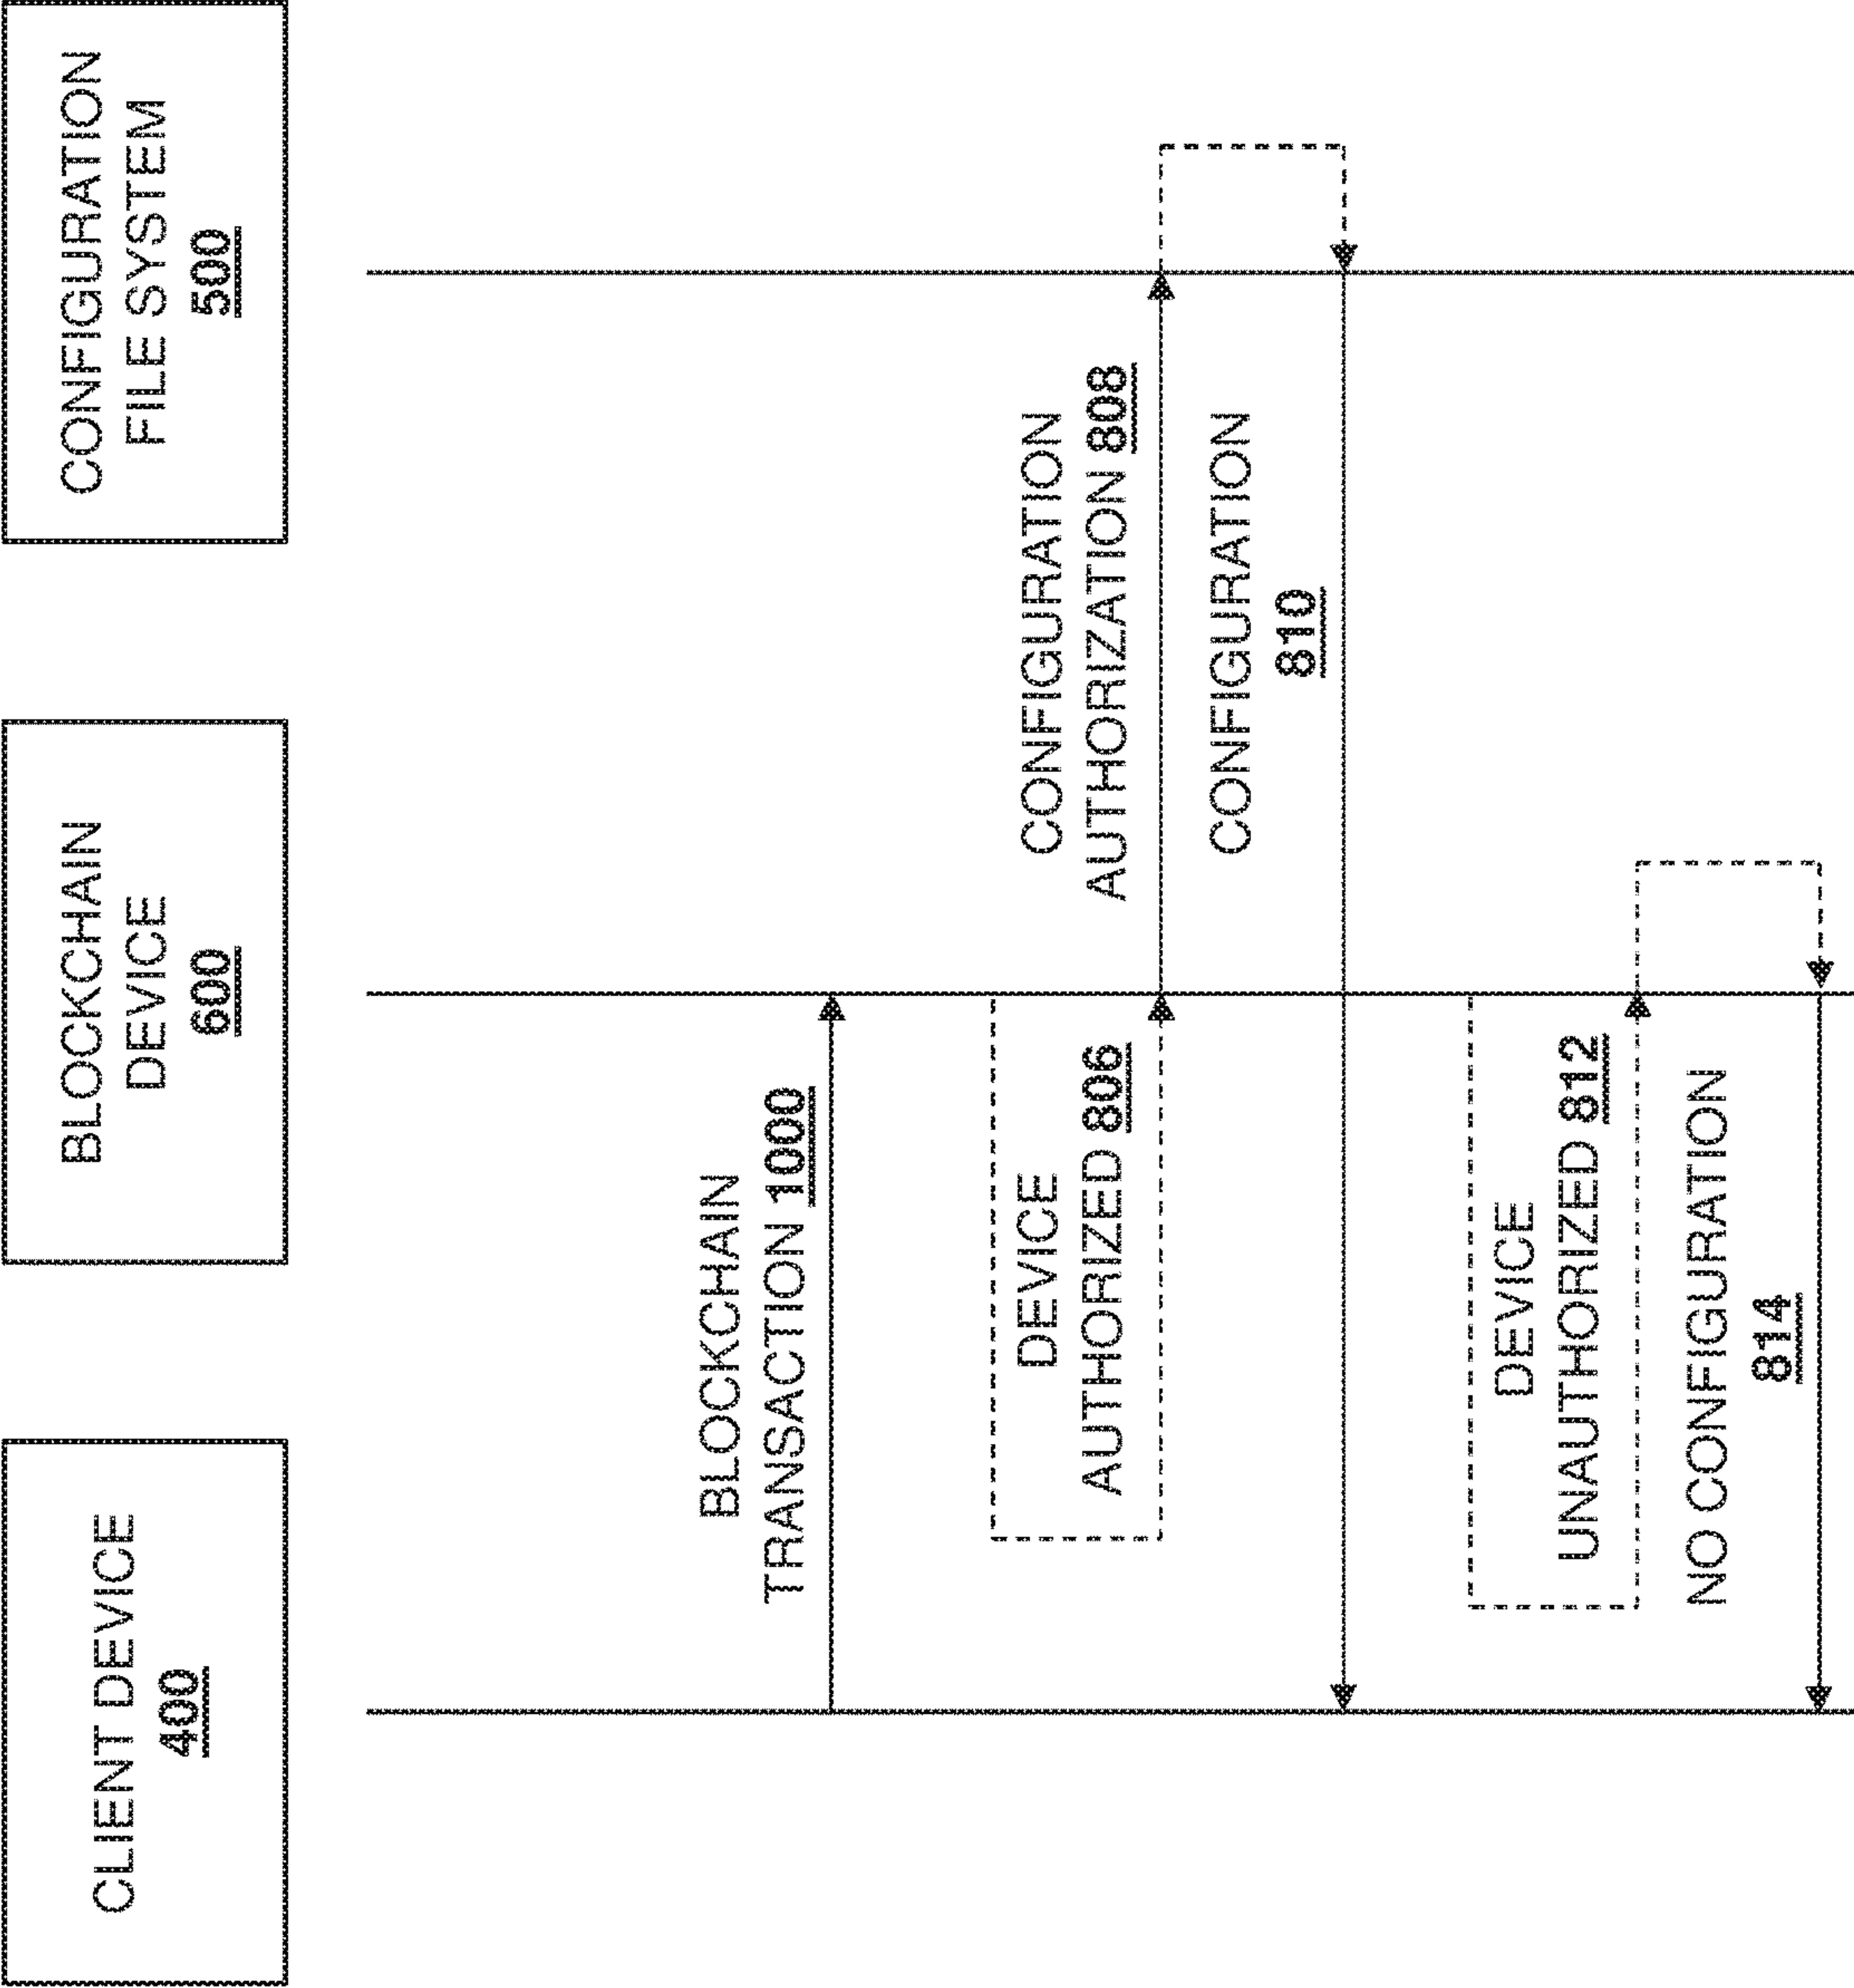 CLIENT DEVICE
400
BLOCKCHAIN
DEVICE
600
CONFIGURATION
FILE SYSTEM
500
BLOCKCHAIN
TRANSACTION 1000
DEVICE
AUTHORIZED 806
CONFIGURATION
AUTHORIZATION 808
CONFIGURATION
810
DEVICE
UNAUTHORIZED 812
NO CONFIGURATION
814